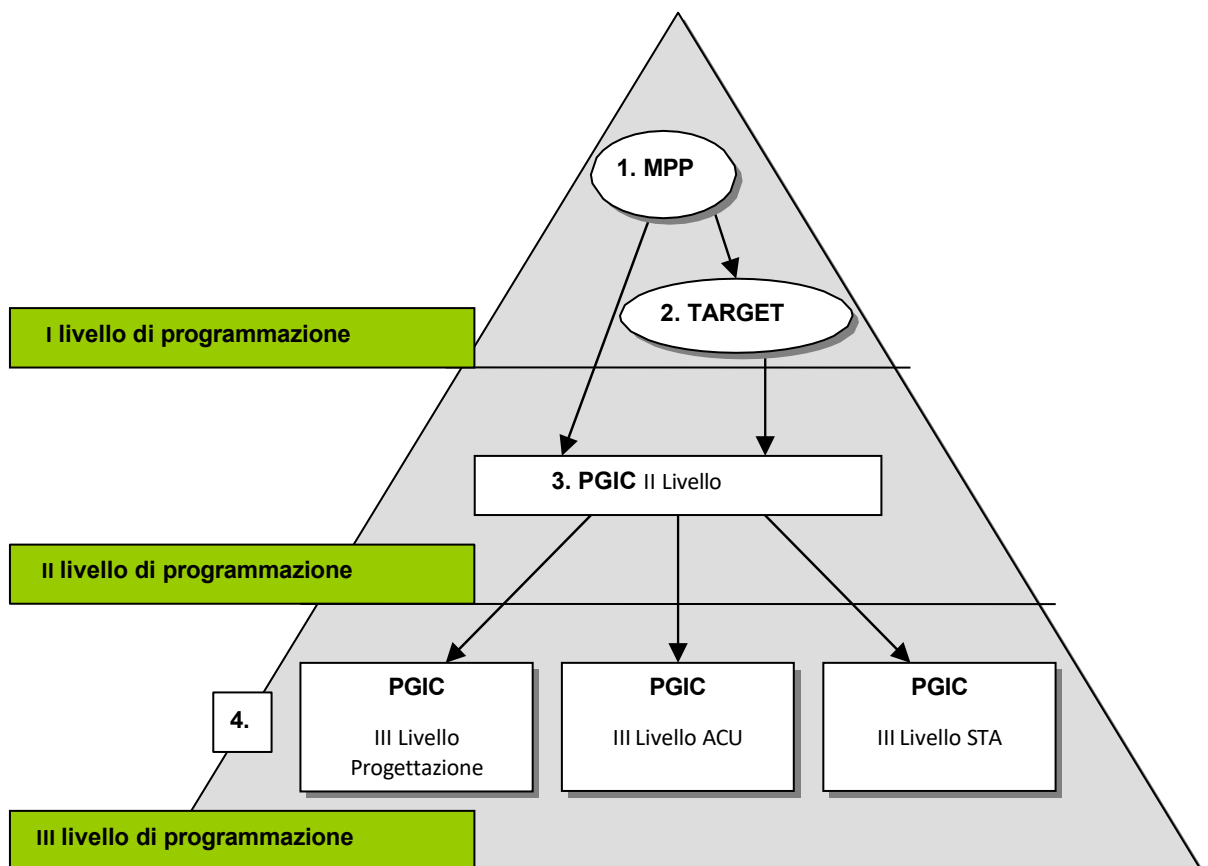 1. MPP
2. TARGET
I livello di programmazione
3. PGIC II Livello
II livello di programmazione
4.
PGIC
III Livello
Progettazione
PGIC
III Livello ACU
PGIC
III Livello STA
III livello di programmazione